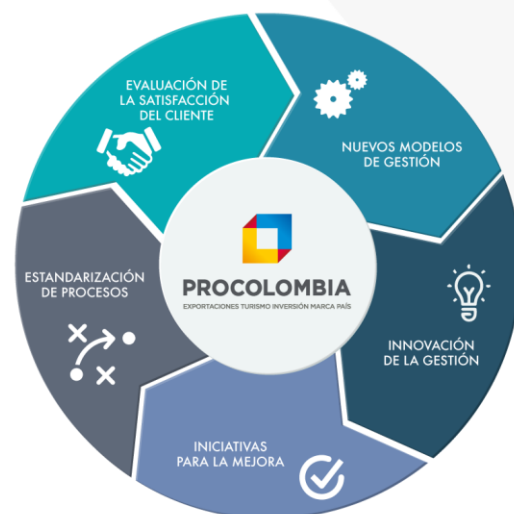 EVALUACIÓN DE
LA SATISFACCIÓN
DEL CLIENTE
NUEVOS MODELOS
DE GESTIÓN
PROCOLOMBIA
EXPORTACIONES TURISMO INVERSIÓN MARCA PAÍS
ESTANDARIZACIÓN
DE PROCESOS
INNOVACIÓN
DE LA GESTIÓN
INICIATIVAS
PARA LA MEJORA